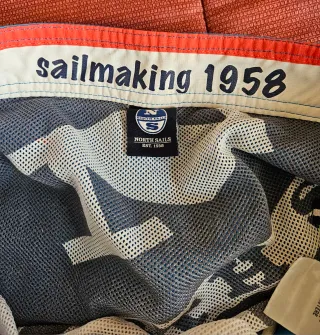 sailmaking 1958
N
S
NORTH SAILS
EST. 1958